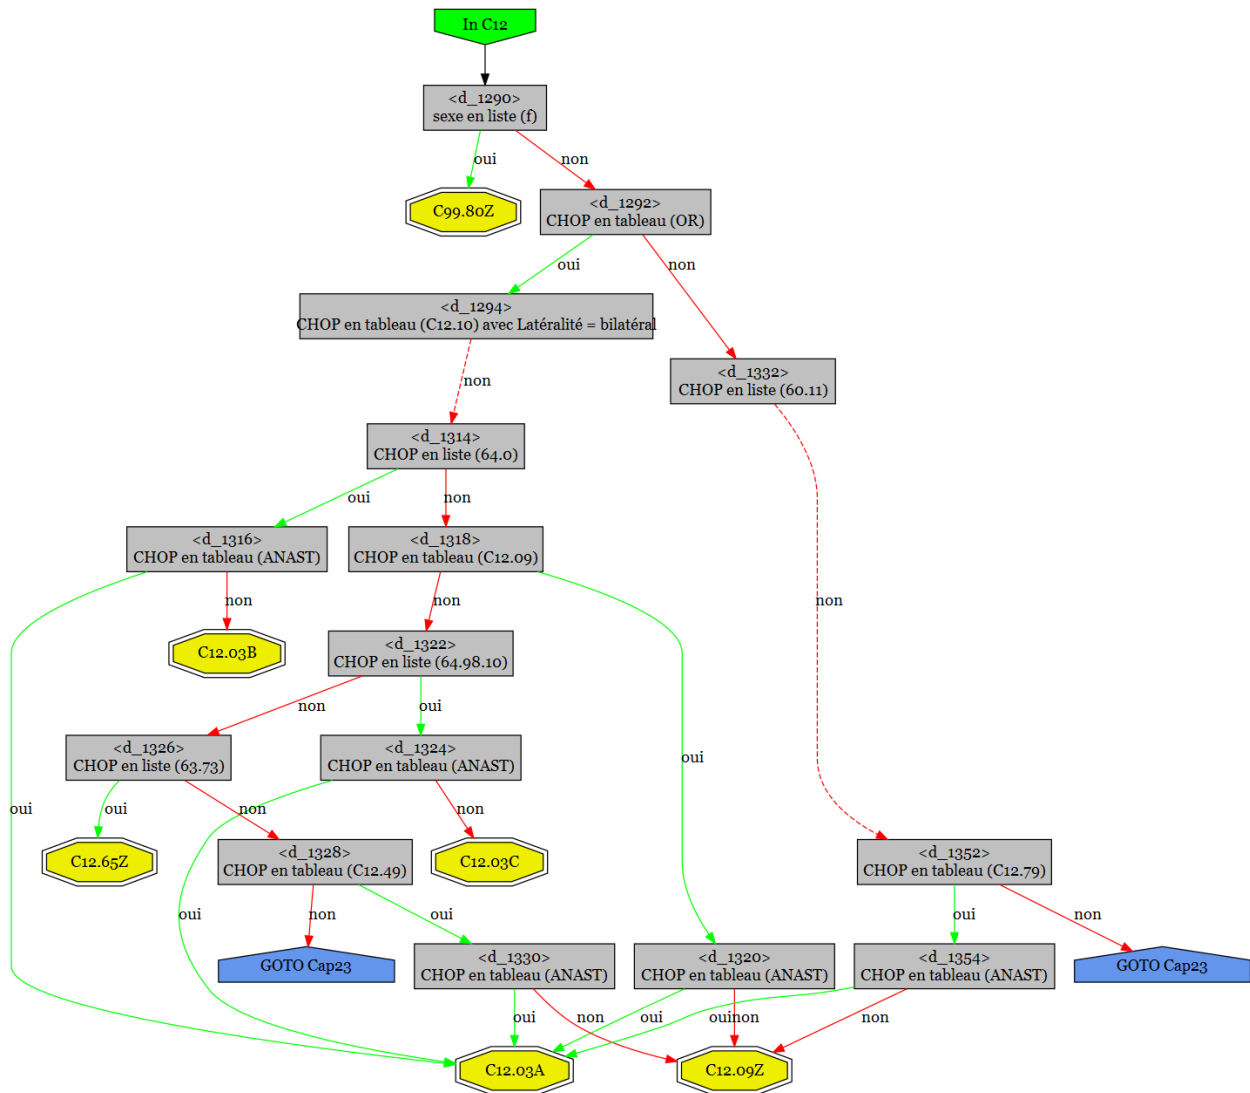 In C12
<d_1290>
sexe en liste (f)
oui
non
C99.80Z
<d_1292>
CHOP en tableau (OR)
oui
non
<d_1294>
CHOP en tableau (C12.10) avec Latéralité = bilatéral
non
<d_1332>
CHOP en liste (60.11)
<d_1314>
CHOP en liste (64.0)
oui
non
<d_1316>
CHOP en tableau (ANAST)
<d_1318>
CHOP en tableau (C12.09)
non
non
non
C12.03B
<d_1322>
CHOP en liste (64.98.10)
non
oui
<d_1326>
CHOP en liste (63.73)
<d_1324>
CHOP en tableau (ANAST)
oui
oui
oui
non
non
C12.65Z
<d_1328>
CHOP en tableau (C12.49)
C12.03C
<d_1352>
CHOP en tableau (C12.79)
oui
non
oui
oui
non
GOTO Cap23
<d_1330>
CHOP en tableau (ANAST)
<d_1320>
CHOP en tableau (ANAST)
<d_1354>
CHOP en tableau (ANAST)
GOTO Cap23
oui
non
oui
oui
non
non
C12.03A
C12.09Z